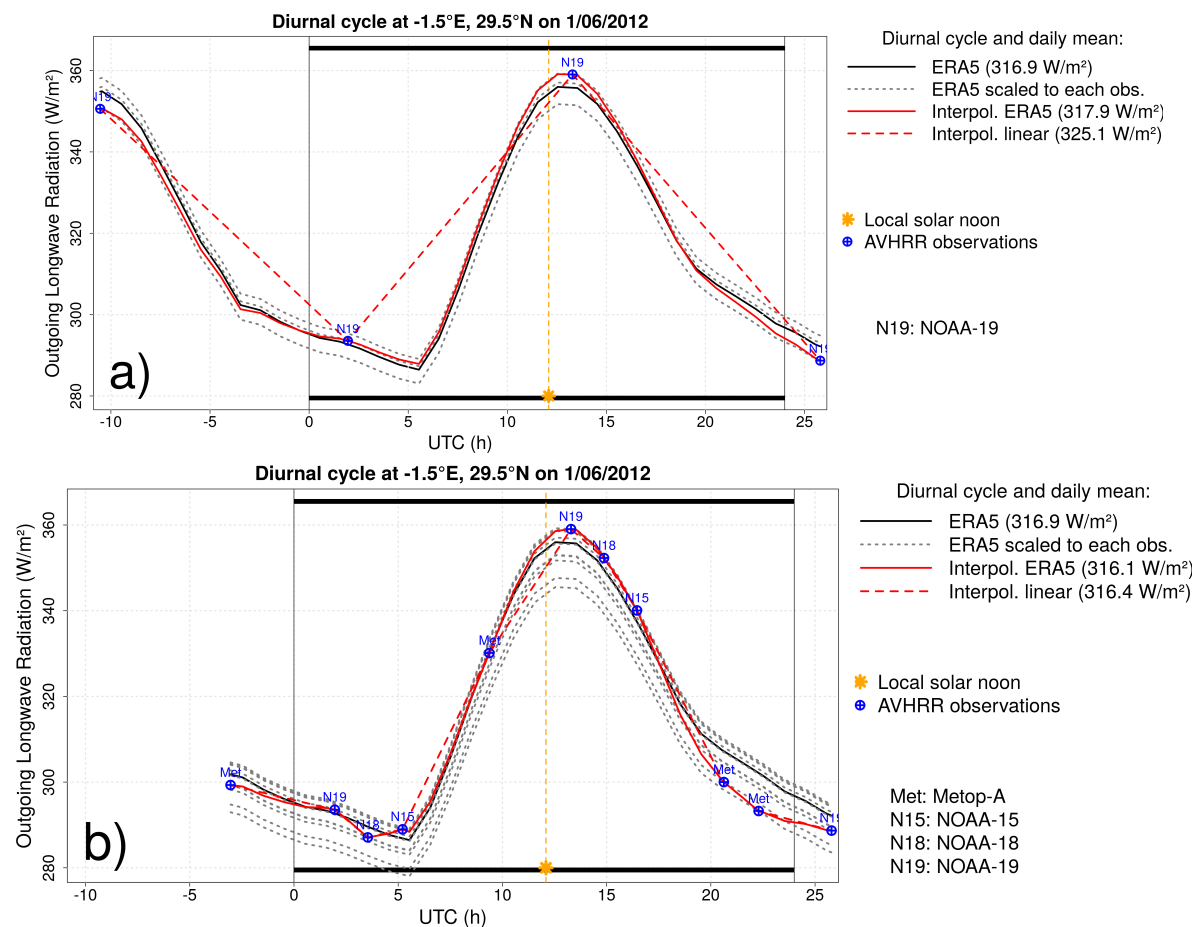 Diurnal cycle at -1.5°E, 29.5°N on 1/06/2012
Outgoing Longwave Radiation (W/m²)
360
340
320
300
280
N19
N19
N19
N19
a)
-10 -5 0 5 10 15 20 25
UTC (h)
Diurnal cycle and daily mean:
ERA5 (316.9 W/m²)
ERA5 scaled to each obs.
Interpol. ERA5 (317.9 W/m²)
Interpol. linear (325.1 W/m²)
Local solar noon
AVHRR observations
N19: NOAA-19
Diurnal cycle at -1.5°E, 29.5°N on 1/06/2012
Outgoing Longwave Radiation (W/m²)
360
340
320
300
280
Met
N19
N18
N15
Met
N19
N18
N15
Met
Met
N19
b)
-10 -5 0 5 10 15 20 25
UTC (h)
Diurnal cycle and daily mean:
ERA5 (316.9 W/m²)
ERA5 scaled to each obs.
Interpol. ERA5 (316.1 W/m²)
Interpol. linear (316.4 W/m²)
Local solar noon
AVHRR observations
Met: Metop-A
N15: NOAA-15
N18: NOAA-18
N19: NOAA-19